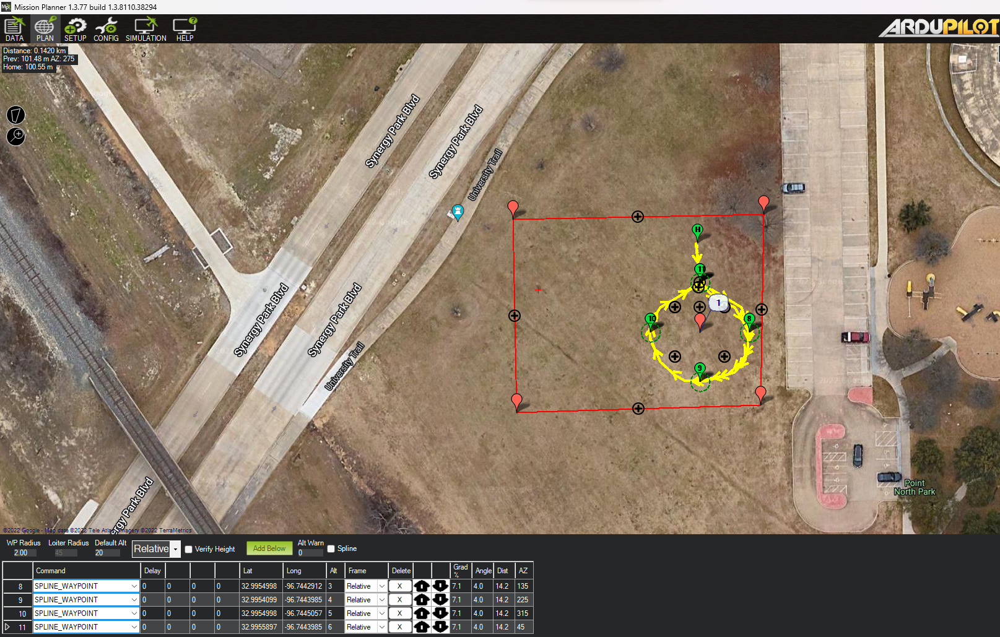 Mission Planner 1.3.77 build 1.3.8110.38294
DATA PLAN SETUP CONFIG SIMULATION HELP
ARDUPILOT
Distance: 0.1420 km
Prev: 101.48 m AZ: 275
Home: 100.55 m
Synergy Park Blvd
Synergy Park Blvd
University Trail
H
11
1
10
8
9
Synergy Park Blvd
Synergy Park Blvd
University Trail
ergy Park Blvd
Point
North Park
©2022 Google - Map data ©2022 Tele Atlas, Imagery ©2022 TerraMetrics
WP Radius Loiter Radius Default Alt Alt Warn
2.00 45 20 Relative Verify Height Add Below 0 Spline
Command Delay Lat Long Alt Frame Delete Grad % Angle Dist AZ
8 SPLINE_WAYPOINT 0 0 0 0 32.9954998 -96.7442912 3 Relative X 7.1 4.0 14.2 135
9 SPLINE_WAYPOINT 0 0 0 0 32.9954099 -96.7443985 4 Relative X 7.1 4.0 14.2 225
10 SPLINE_WAYPOINT 0 0 0 0 32.9954998 -96.7445057 5 Relative X 7.1 4.0 14.2 315
11 SPLINE_WAYPOINT 0 0 0 0 32.9955897 -96.7443985 6 Relative X 7.1 4.0 14.2 45